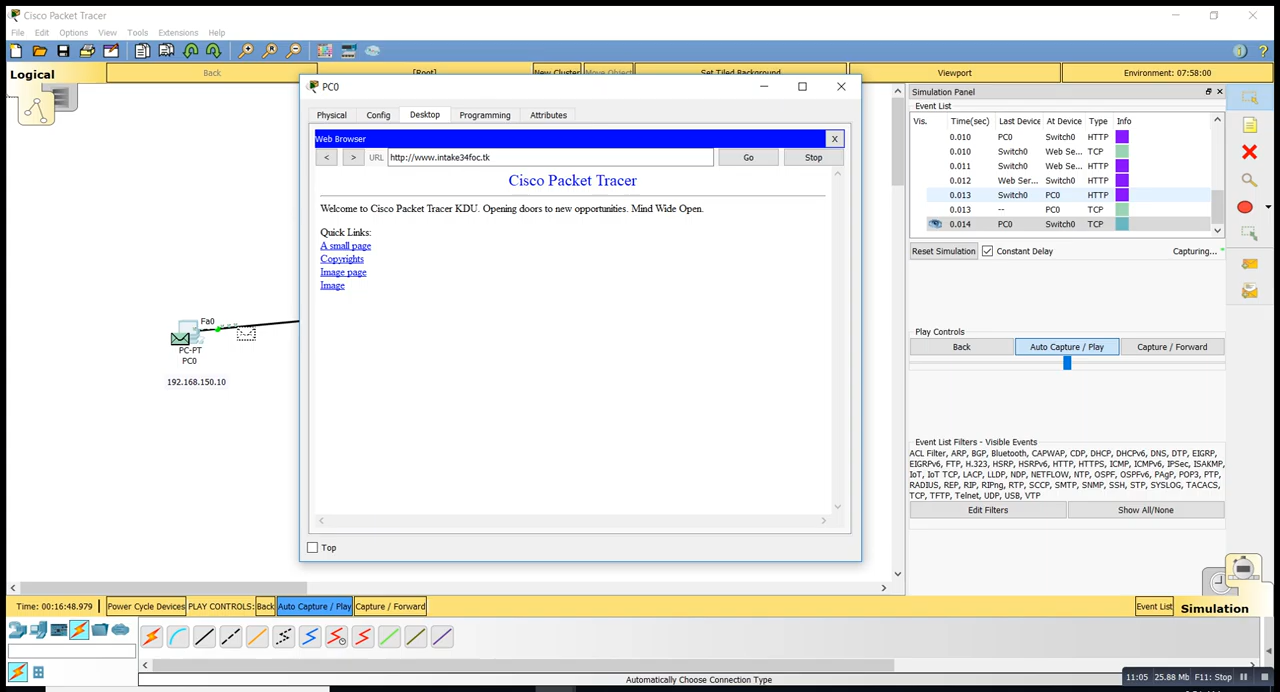 Cisco Packet Tracer
File Edit Options View Tools Extensions Help
Logical
Back
[Root]
New Cluster
Move Object
Set Tiled Background
Viewport
Environment: 07:58:00
PC0
Physical Config Desktop Programming Attributes
Web Browser X
< > URL http://www.intake34foc.tk Go Stop
Cisco Packet Tracer
Welcome to Cisco Packet Tracer KDU. Opening doors to new opportunities. Mind Wide Open.
Quick Links:
A small page
Copyrights
Image page
Image
Top
Fa0
PC-PT
PC0
192.168.150.10
Simulation Panel
Event List
Vis. Time(sec) Last Device At Device Type Info
0.010 PC0 Switch0 HTTP
0.010 Switch0 Web Se... TCP
0.011 Switch0 Web Se... HTTP
0.012 Web Ser... Switch0 HTTP
0.013 Switch0 PC0 HTTP
0.013 -- PC0 TCP
0.014 PC0 Switch0 TCP
Reset Simulation Constant Delay Capturing...
Play Controls
Back Auto Capture / Play Capture / Forward
Event List Filters - Visible Events
ACL Filter, ARP, BGP, Bluetooth, CAPWAP, CDP, DHCP, DHCPv6, DNS, DTP, EIGRP,
EIGRPv6, FTP, H.323, HSRP, HSRPv6, HTTP, HTTPS, ICMP, ICMPv6, IPSec, ISAKMP,
IoT, IoT TCP, LACP, LLDP, NDP, NETFLOW, NTP, OSPF, OSPFv6, PAgP, POP3, PTP,
RADIUS, REP, RIP, RIPng, RTP, SCCP, SMTP, SNMP, SSH, STP, SYSLOG, TACACS,
TCP, TFTP, Telnet, UDP, USB, VTP
Edit Filters Show All/None
Time: 00:16:48.979 Power Cycle Devices PLAY CONTROLS: Back Auto Capture / Play Capture / Forward Event List Simulation
Automatically Choose Connection Type
11:05 25.88 Mb F11: Stop